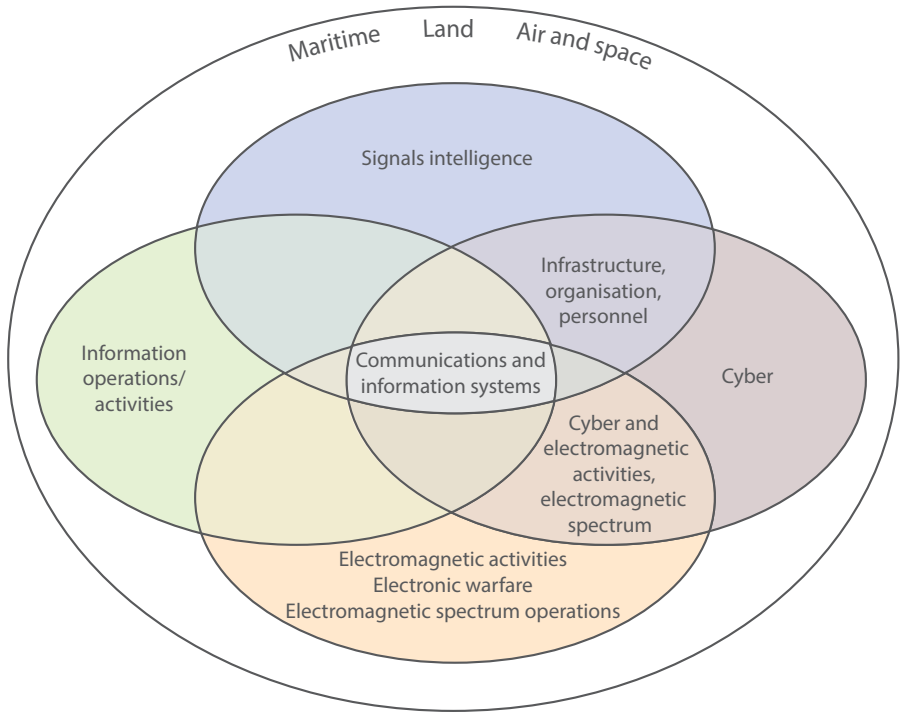 Maritime Land Air and space
Signals intelligence
Infrastructure,
organisation,
personnel
Information
operations/
activities
Communications and
information systems
Cyber
Cyber and
electromagnetic
activities,
electromagnetic
spectrum
Electromagnetic activities
Electronic warfare
Electromagnetic spectrum operations